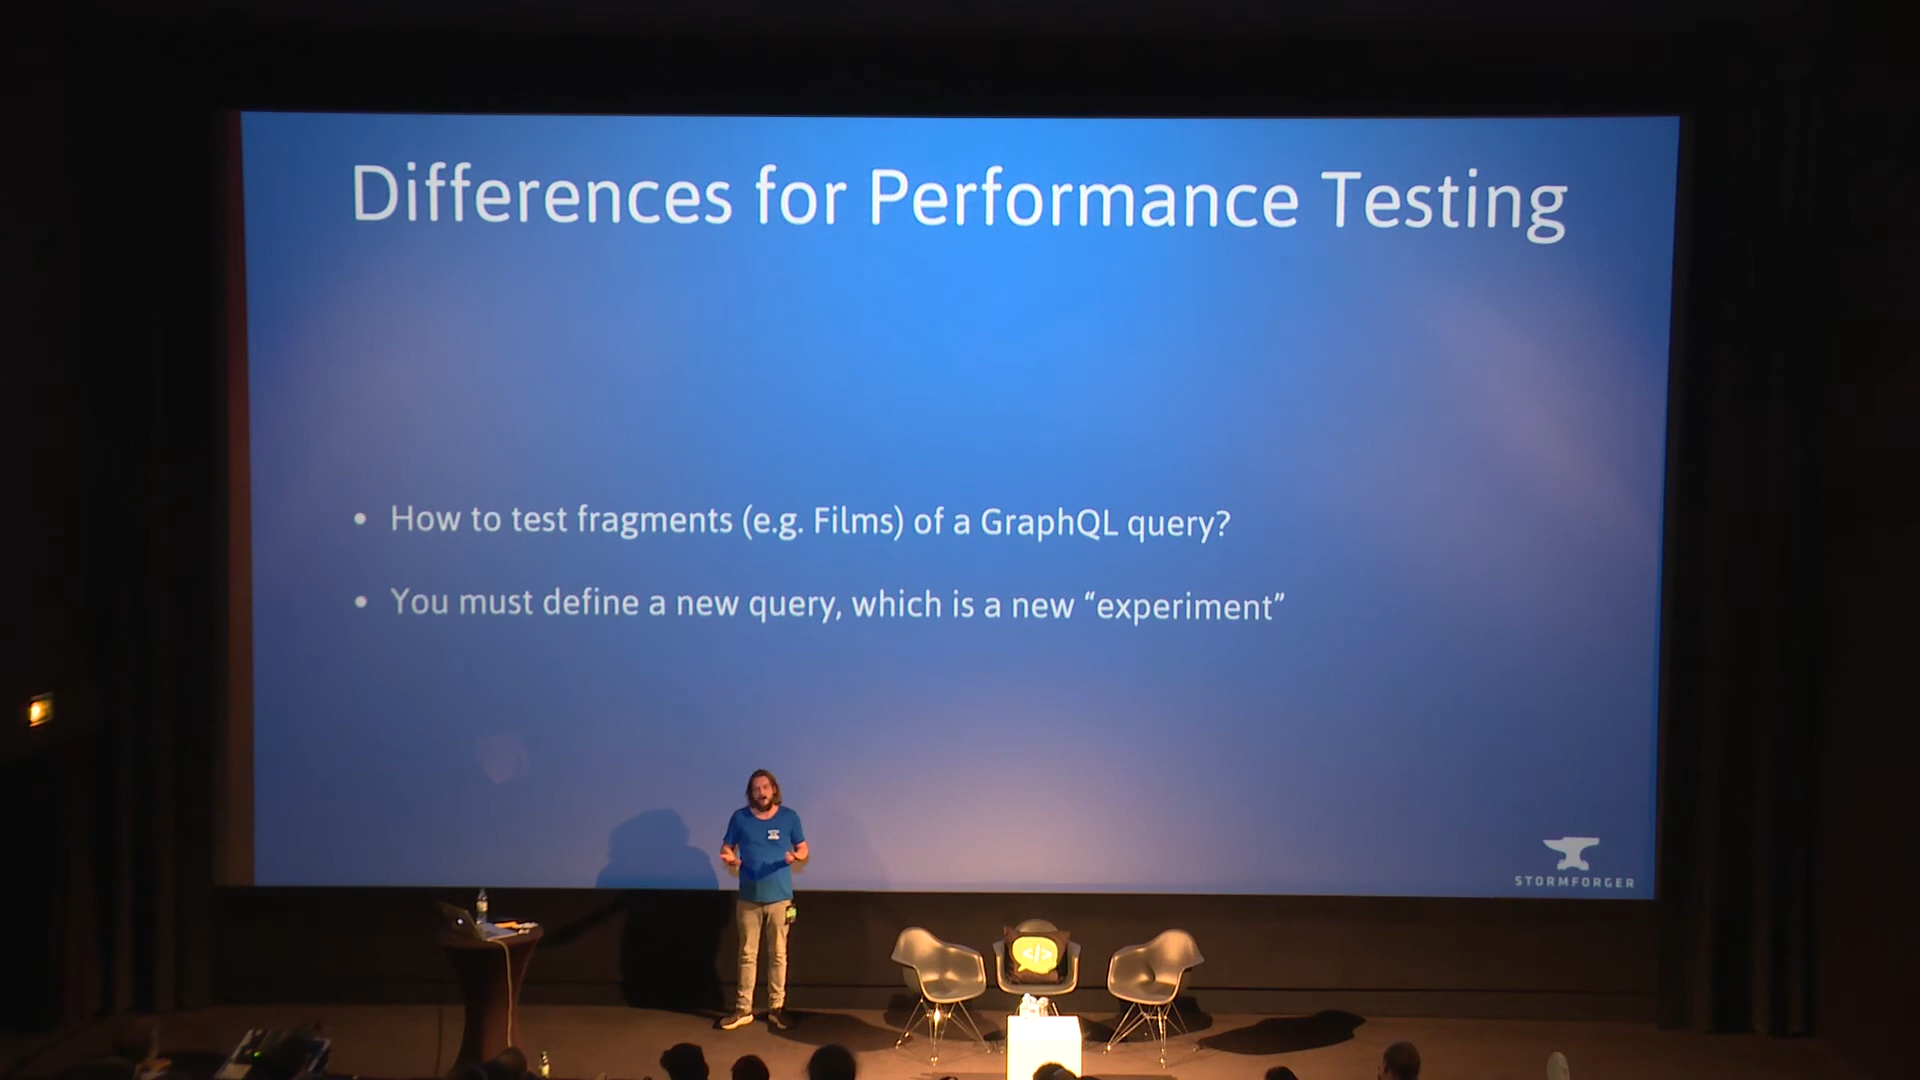 Differences for Performance Testing
• How to test fragments (e.g. Films) of a GraphQL query?
• You must define a new query, which is a new “experiment”
STORMFORGER
</>